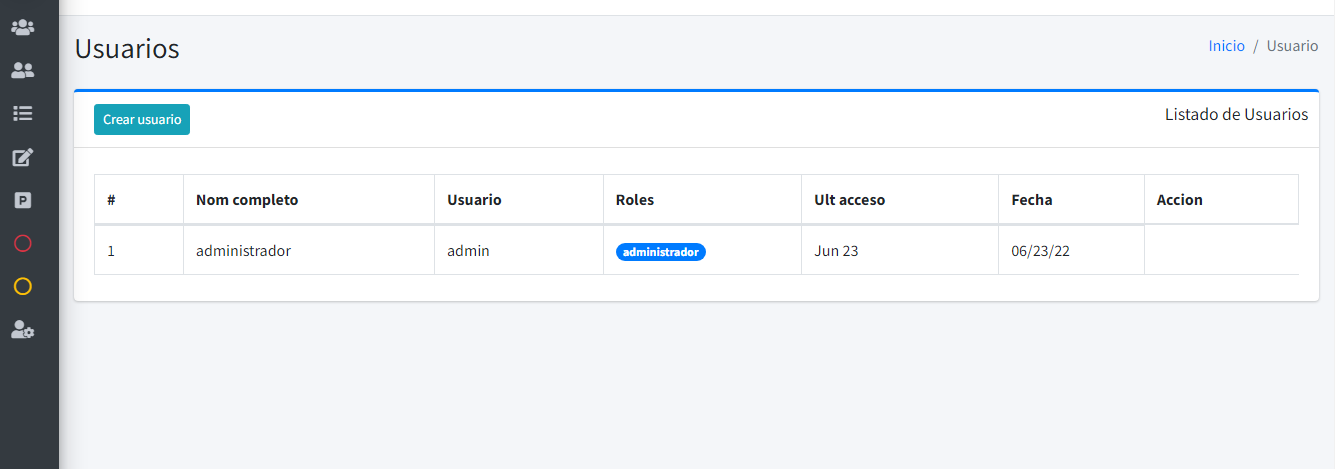 Usuarios
Inicio / Usuario
Crear usuario
Listado de Usuarios
# Nom completo Usuario Roles Ult acceso Fecha Accion
1 administrador admin administrador Jun 23 06/23/22